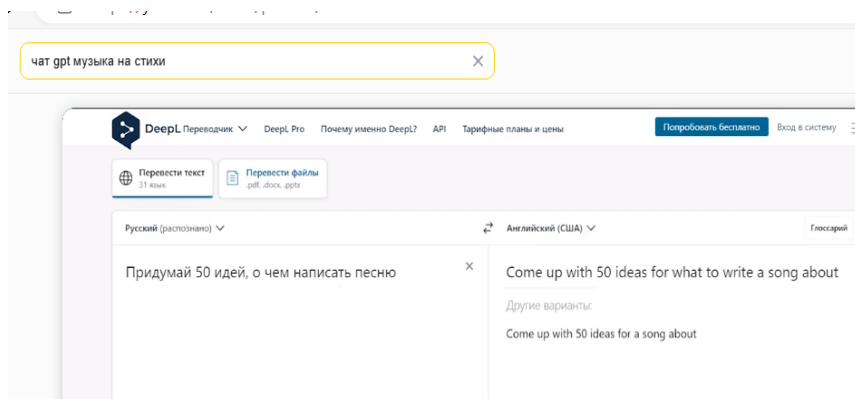 чат gpt музыка на стихи
DeepL Переводчик DeepL Pro Почему именно DeepL? API Тарифные планы и цены Попробовать бесплатно Вход в систему
Перевести текст
31 язык
Перевести файлы
.pdf, .docx, .pptx
Русский (распознано) Английский (США) Глоссарий
Придумай 50 идей, о чем написать песню
Come up with 50 ideas for what to write a song about
Другие варианты:
Come up with 50 ideas for a song about